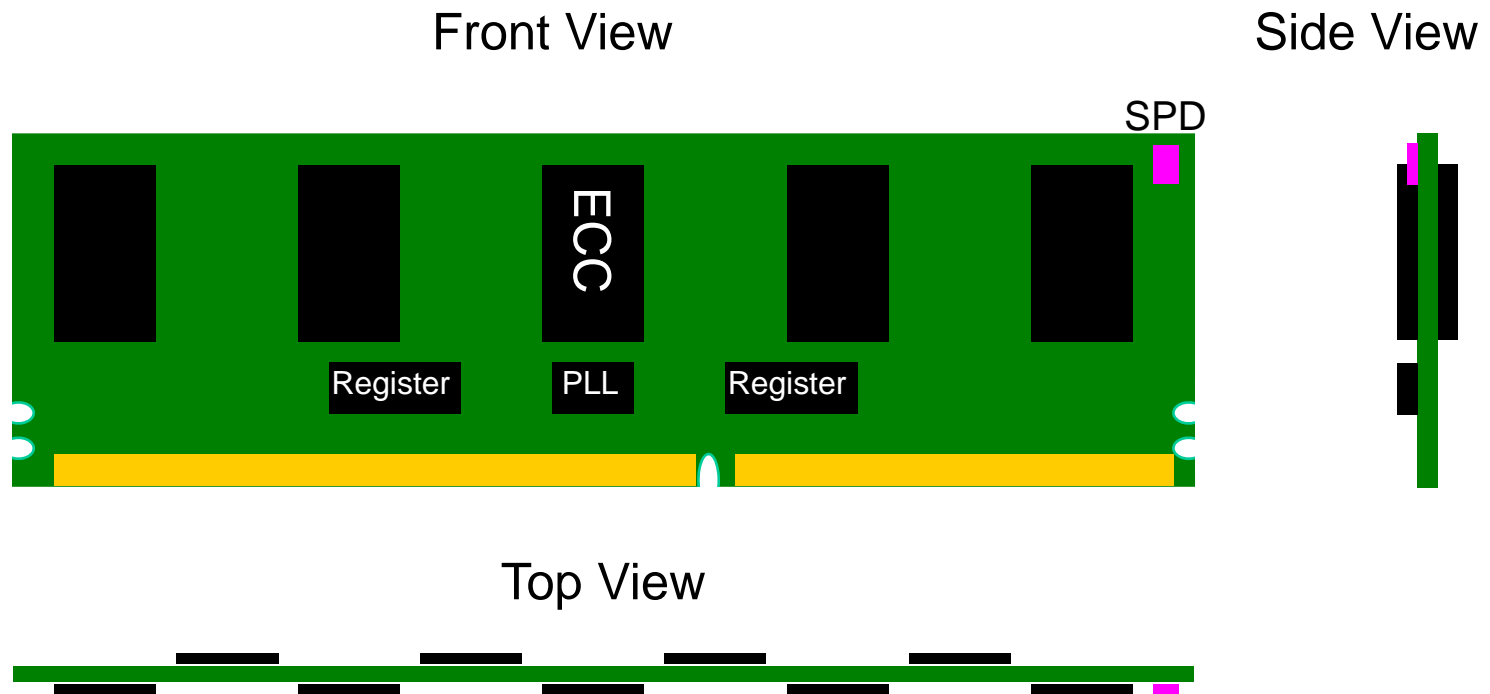 Front View
Side View
SPD
ECC
Register
PLL
Register
Top View